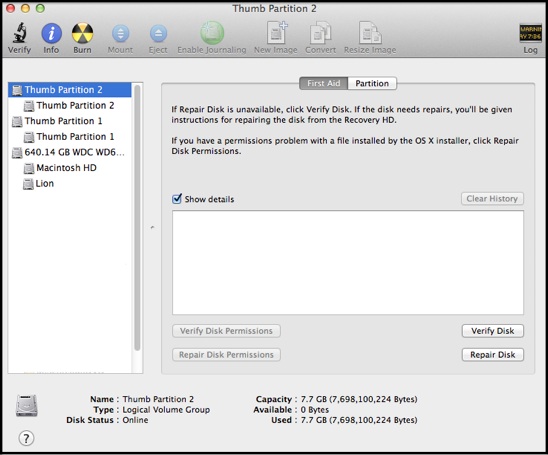 Thumb Partition 2
Verify Info Burn Mount Eject Enable Journaling New Image Convert Resize Image Log
Thumb Partition 2
Thumb Partition 2
Thumb Partition 1
Thumb Partition 1
640.14 GB WDC WD6...
Macintosh HD
Lion
First Aid Partition
If Repair Disk is unavailable, click Verify Disk. If the disk needs repairs, you'll be given
instructions for repairing the disk from the Recovery HD.
If you have a permissions problem with a file installed by the OS X installer, click Repair
Disk Permissions.
Show details Clear History
Verify Disk Permissions Verify Disk
Repair Disk Permissions Repair Disk
Name : Thumb Partition 2 Capacity : 7.7 GB (7,698,100,224 Bytes)
Type : Logical Volume Group Available : 0 Bytes
Disk Status : Online Used : 7.7 GB (7,698,100,224 Bytes)
?